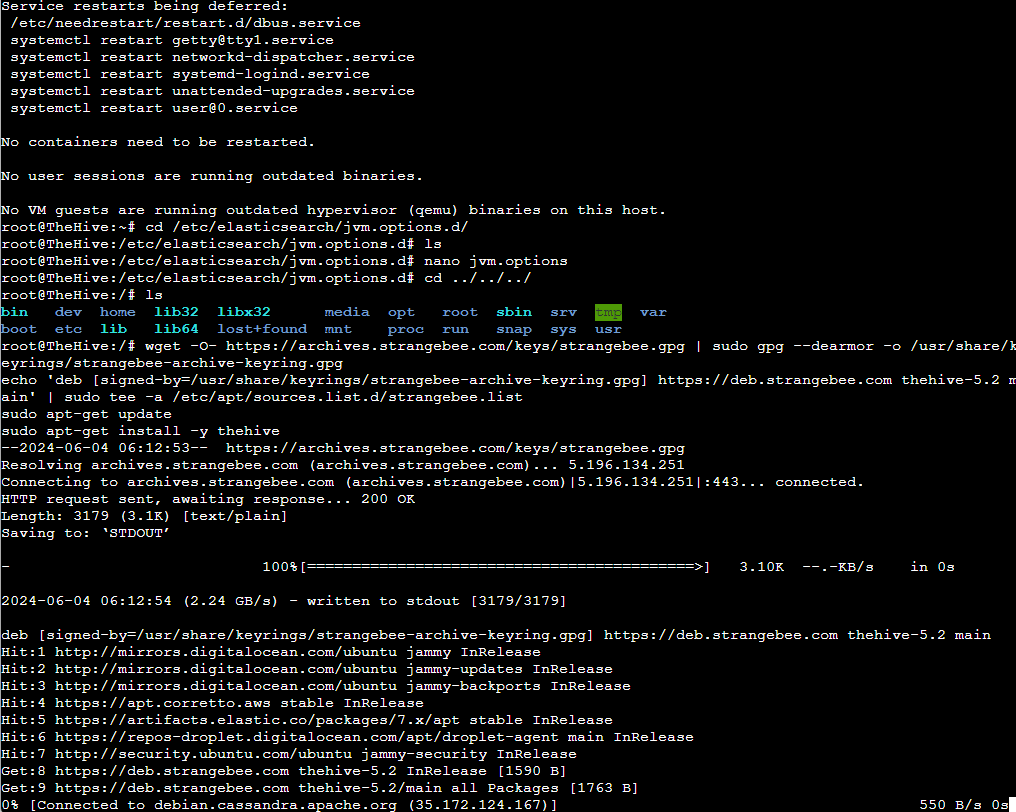 Service restarts being deferred:
 /etc/needrestart/restart.d/dbus.service
 systemctl restart getty@tty1.service
 systemctl restart networkd-dispatcher.service
 systemctl restart systemd-logind.service
 systemctl restart unattended-upgrades.service
 systemctl restart user@0.service

No containers need to be restarted.

No user sessions are running outdated binaries.

No VM guests are running outdated hypervisor (qemu) binaries on this host.
root@TheHive:~# cd /etc/elasticsearch/jvm.options.d/
root@TheHive:/etc/elasticsearch/jvm.options.d# ls
root@TheHive:/etc/elasticsearch/jvm.options.d# nano jvm.options
root@TheHive:/etc/elasticsearch/jvm.options.d# cd ../../../
root@TheHive:/# ls
bin   dev  home  lib32  libx32      media  opt   root  sbin  srv  tmp  var
boot  etc  lib   lib64  lost+found  mnt    proc  run   snap  sys  usr
root@TheHive:/# wget -O- https://archives.strangebee.com/keys/strangebee.gpg | sudo gpg --dearmor -o /usr/share/k
eyrings/strangebee-archive-keyring.gpg
echo 'deb [signed-by=/usr/share/keyrings/strangebee-archive-keyring.gpg] https://deb.strangebee.com thehive-5.2 m
ain' | sudo tee -a /etc/apt/sources.list.d/strangebee.list
sudo apt-get update
sudo apt-get install -y thehive
--2024-06-04 06:12:53--  https://archives.strangebee.com/keys/strangebee.gpg
Resolving archives.strangebee.com (archives.strangebee.com)... 5.196.134.251
Connecting to archives.strangebee.com (archives.strangebee.com)|5.196.134.251|:443... connected.
HTTP request sent, awaiting response... 200 OK
Length: 3179 (3.1K) [text/plain]
Saving to: ‘STDOUT’

-                            100%[===========================================>]   3.10K  --.-KB/s    in 0s

2024-06-04 06:12:54 (2.24 GB/s) - written to stdout [3179/3179]

deb [signed-by=/usr/share/keyrings/strangebee-archive-keyring.gpg] https://deb.strangebee.com thehive-5.2 main
Hit:1 http://mirrors.digitalocean.com/ubuntu jammy InRelease
Hit:2 http://mirrors.digitalocean.com/ubuntu jammy-updates InRelease
Hit:3 http://mirrors.digitalocean.com/ubuntu jammy-backports InRelease
Hit:4 https://apt.corretto.aws stable InRelease
Hit:5 https://artifacts.elastic.co/packages/7.x/apt stable InRelease
Hit:6 https://repos-droplet.digitalocean.com/apt/droplet-agent main InRelease
Hit:7 http://security.ubuntu.com/ubuntu jammy-security InRelease
Get:8 https://deb.strangebee.com thehive-5.2 InRelease [1590 B]
Get:9 https://deb.strangebee.com thehive-5.2/main all Packages [1763 B]
0% [Connected to debian.cassandra.apache.org (35.172.124.167)]                                        550 B/s 0s